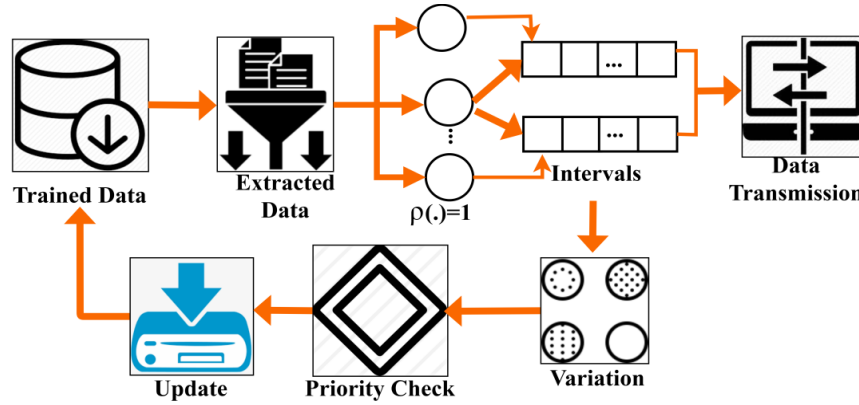 Trained Data
Extracted
Data
ρ(.)=1
...
...
Intervals
Data
Transmission
Update
Priority Check
Variation